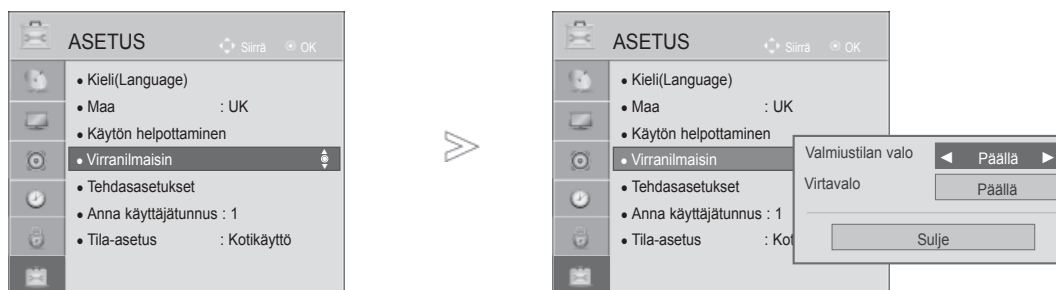 ASETUS
Siirrä OK
• Kieli(Language)
• Maa : UK
• Käytön helpottaminen
• Virranilmaisin
• Tehdasasetukset
• Anna käyttäjätunnus : 1
• Tila-asetus : Kotikäyttö
ASETUS
Siirrä OK
• Kieli(Language)
• Maa : UK
• Käytön helpottaminen
• Virranilmaisin
• Tehdasasetukset
• Anna käyttäjätunnus : 1
• Tila-asetus : Kot
Valmiustilan valo ◀ Päällä ▶
Virtavalo Päällä
Sulje